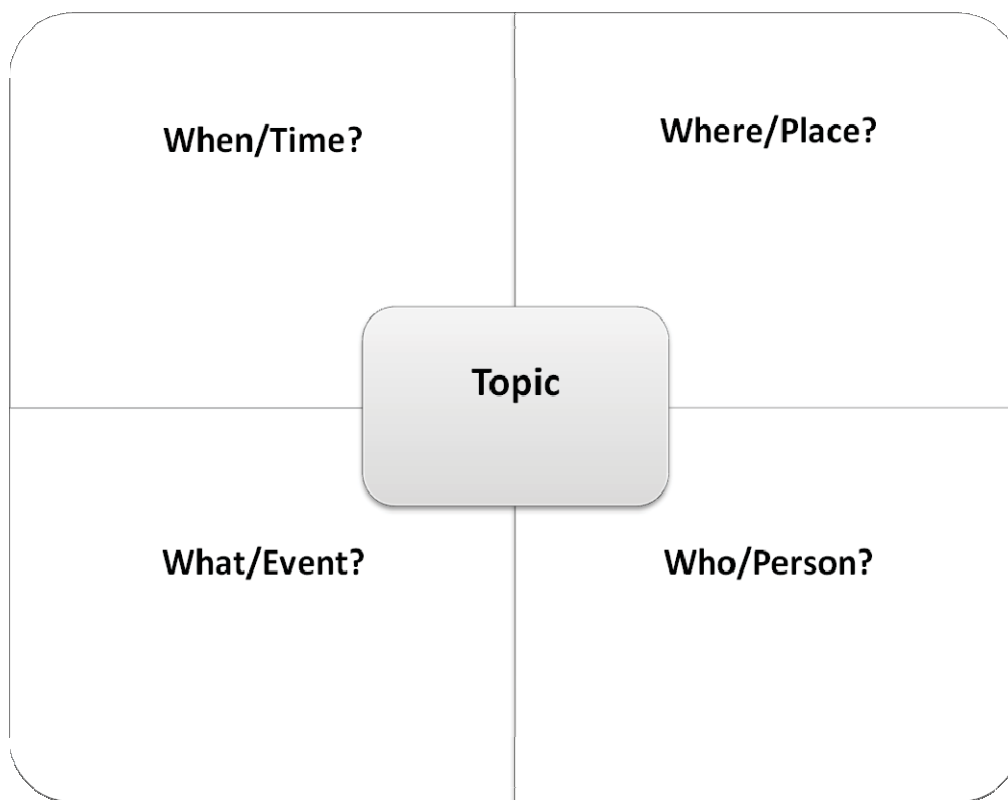 When/Time?
Where/Place?
Topic
What/Event?
Who/Person?